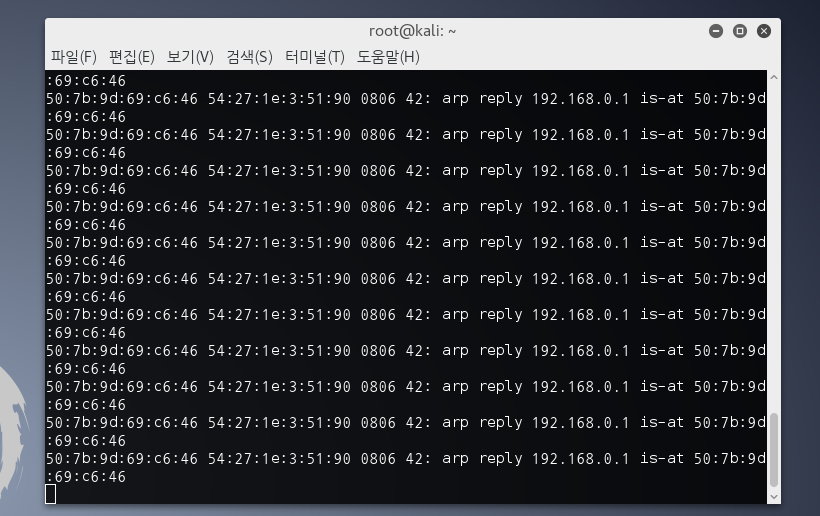 root@kali: ~
파일(F) 편집(E) 보기(V) 검색(S) 터미널(T) 도움말(H)
:69:c6:46
50:7b:9d:69:c6:46 54:27:1e:3:51:90 0806 42: arp reply 192.168.0.1 is-at 50:7b:9d
:69:c6:46
50:7b:9d:69:c6:46 54:27:1e:3:51:90 0806 42: arp reply 192.168.0.1 is-at 50:7b:9d
:69:c6:46
50:7b:9d:69:c6:46 54:27:1e:3:51:90 0806 42: arp reply 192.168.0.1 is-at 50:7b:9d
:69:c6:46
50:7b:9d:69:c6:46 54:27:1e:3:51:90 0806 42: arp reply 192.168.0.1 is-at 50:7b:9d
:69:c6:46
50:7b:9d:69:c6:46 54:27:1e:3:51:90 0806 42: arp reply 192.168.0.1 is-at 50:7b:9d
:69:c6:46
50:7b:9d:69:c6:46 54:27:1e:3:51:90 0806 42: arp reply 192.168.0.1 is-at 50:7b:9d
:69:c6:46
50:7b:9d:69:c6:46 54:27:1e:3:51:90 0806 42: arp reply 192.168.0.1 is-at 50:7b:9d
:69:c6:46
50:7b:9d:69:c6:46 54:27:1e:3:51:90 0806 42: arp reply 192.168.0.1 is-at 50:7b:9d
:69:c6:46
50:7b:9d:69:c6:46 54:27:1e:3:51:90 0806 42: arp reply 192.168.0.1 is-at 50:7b:9d
:69:c6:46
50:7b:9d:69:c6:46 54:27:1e:3:51:90 0806 42: arp reply 192.168.0.1 is-at 50:7b:9d
:69:c6:46
50:7b:9d:69:c6:46 54:27:1e:3:51:90 0806 42: arp reply 192.168.0.1 is-at 50:7b:9d
:69:c6:46